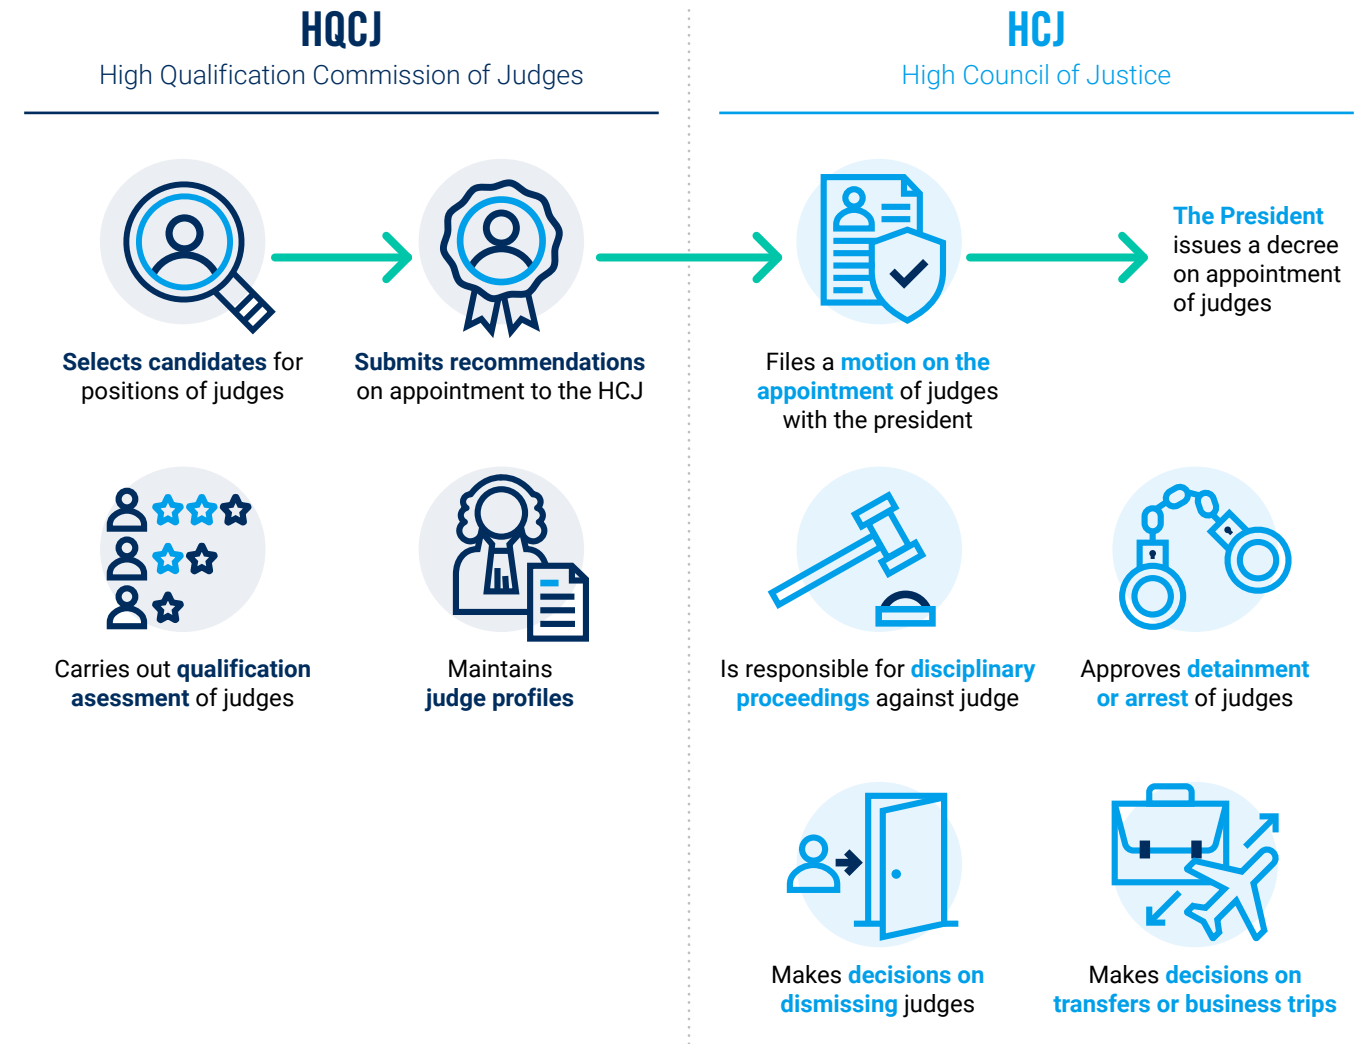 HQCJ
High Qualification Commission of Judges
HCJ
High Council of Justice
Selects candidates for
positions of judges
Submits recommendations
on appointment to the HCJ
Files a motion on the
appointment of judges
with the president
The President
issues a decree
on appointment
of judges
Carries out qualification
asessment of judges
Maintains
judge profiles
Is responsible for disciplinary
proceedings against judge
Approves detainment
or arrest of judges
Makes decisions on
dismissing judges
Makes decisions on
transfers or business trips